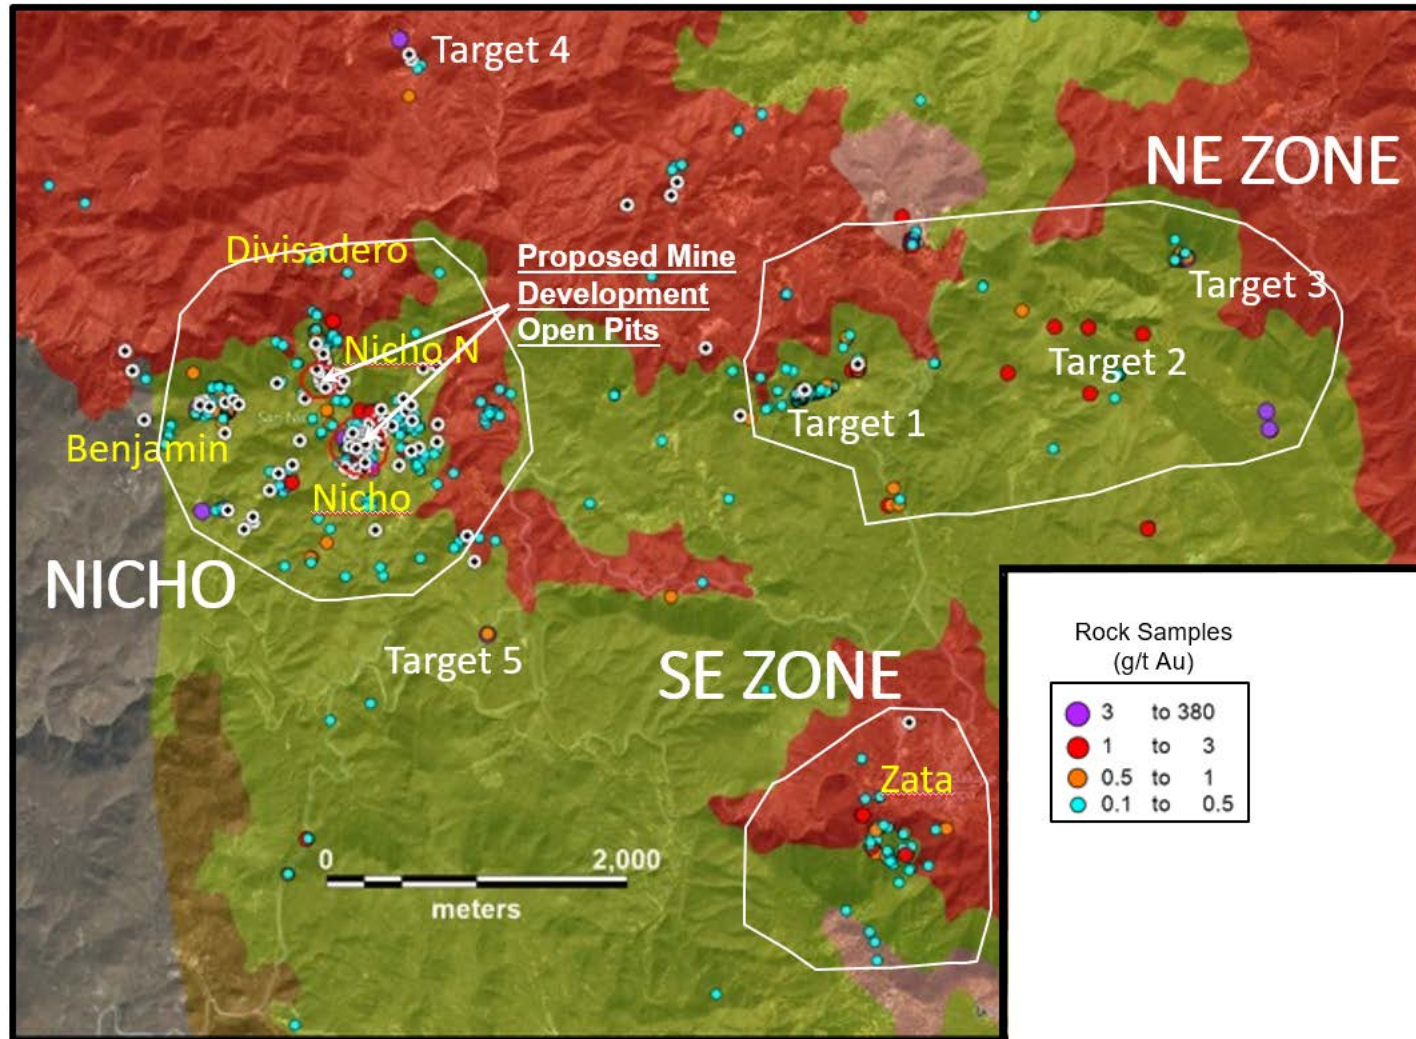 Target 4
NE ZONE
Divisadero
Proposed Mine
Development
Open Pits
Target 3
Nicho N
Target 2
Target 1
Benjamin
Nicho
NICHO
Target 5
SE ZONE
Zata
0 2,000
meters
Rock Samples
(g/t Au)
3 to 380
1 to 3
0.5 to 1
0.1 to 0.5